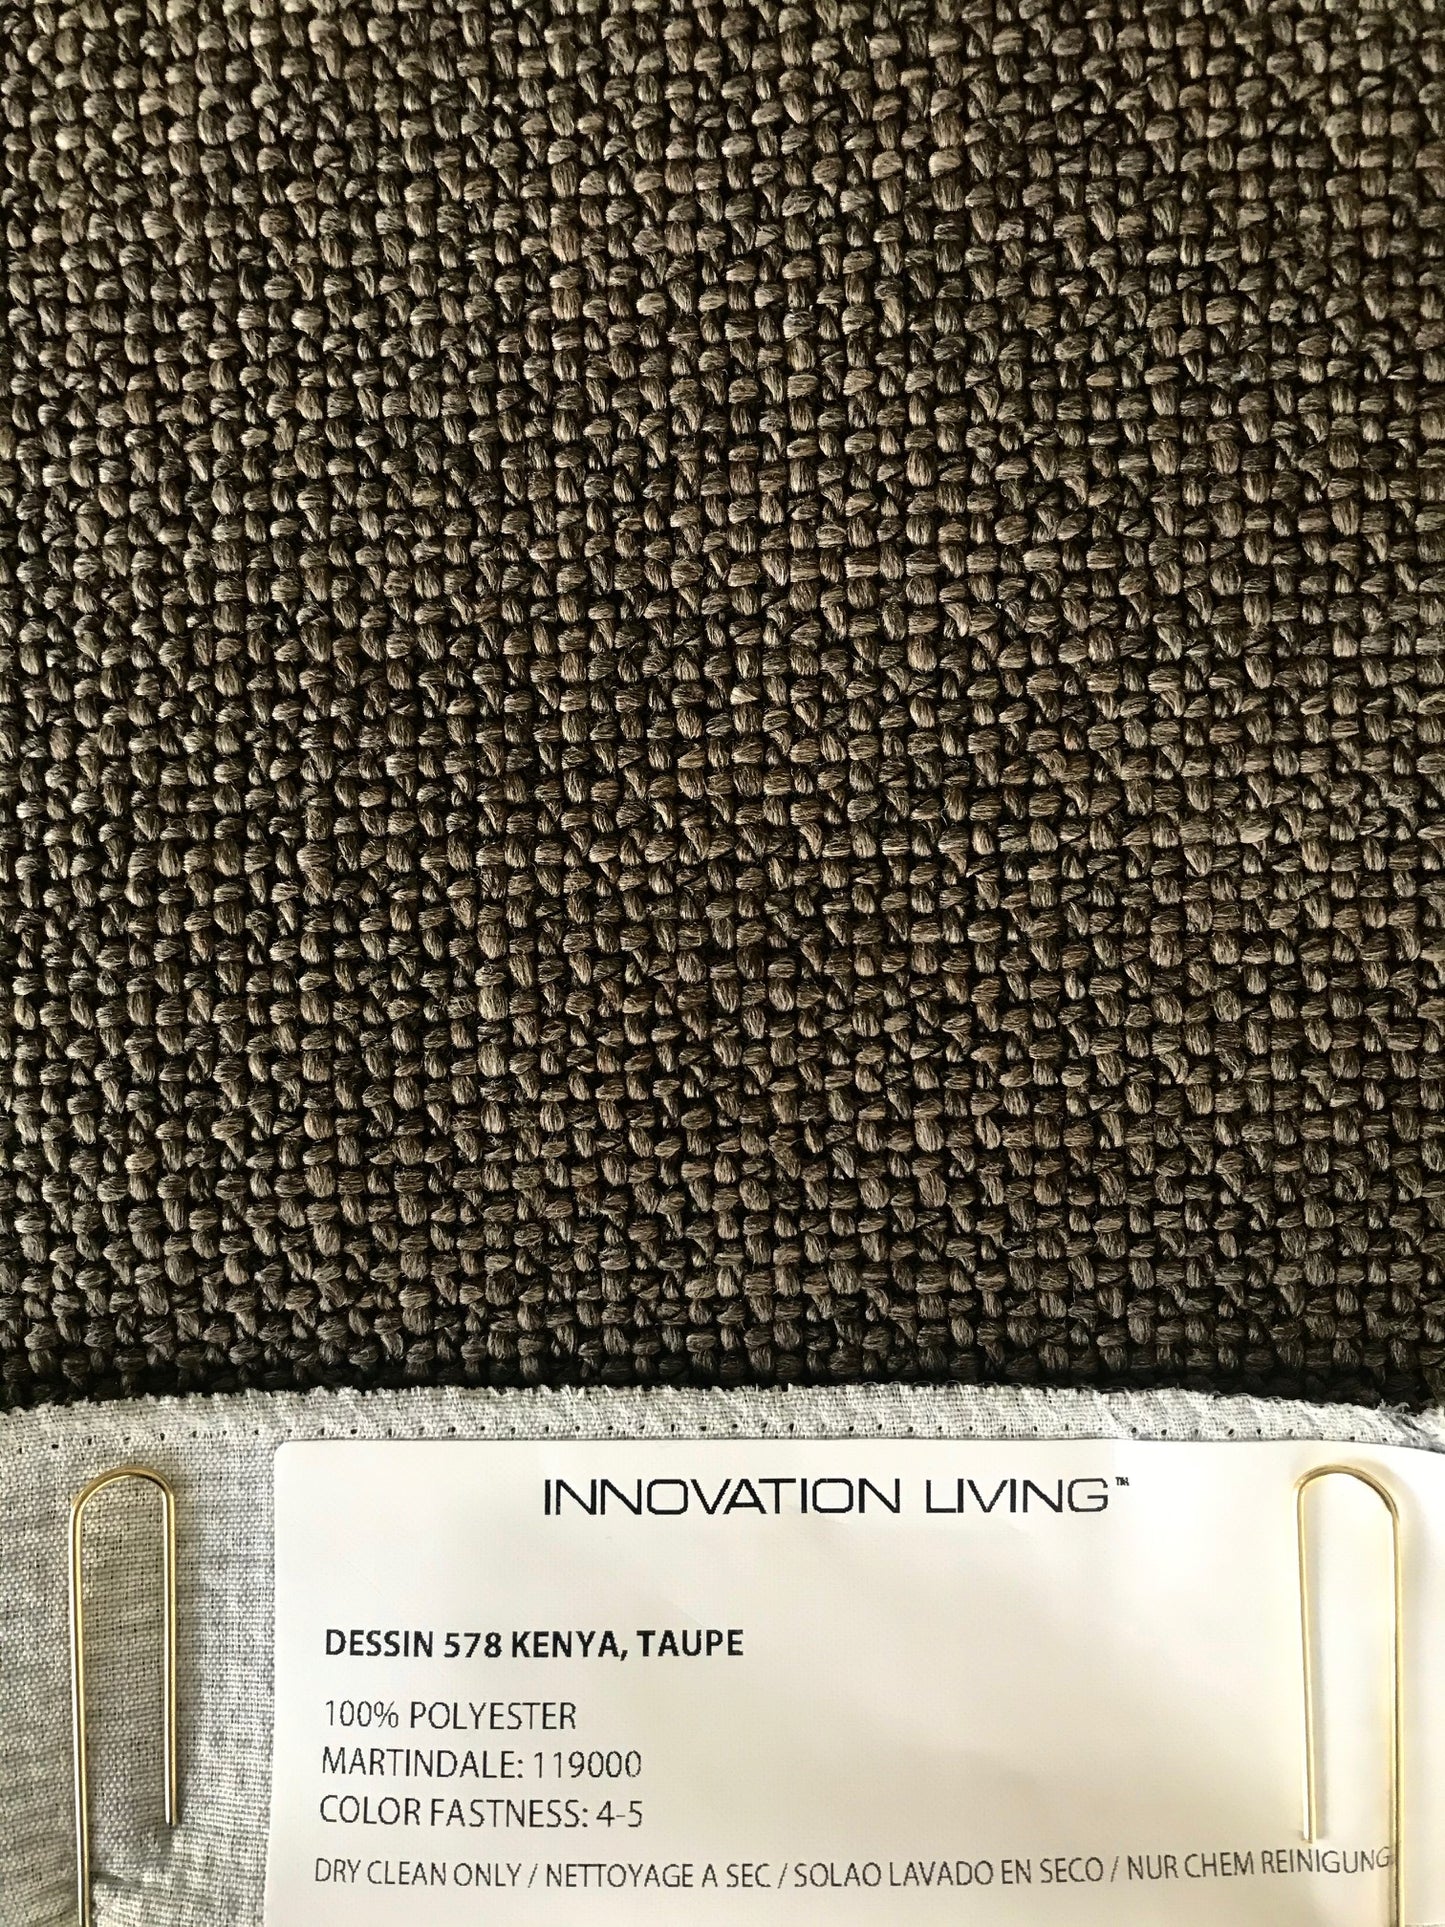 INNOVATION LIVING™
DESSIN 578 KENYA, TAUPE
100% POLYESTER
MARTINDALE: 119000
COLOR FASTNESS: 4-5
DRY CLEAN ONLY / NETTOYAGE A SEC / SOLAO LAVADO EN SECO / NUR CHEM REINIGUNG